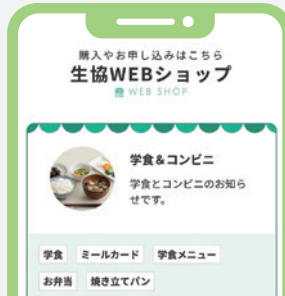 購入やお申し込みはこちら
生協WEBショップ
WEB SHOP
学食&コンビニ
学食とコンビニのお知ら
せです。
学食 ミールカード 学食メニュー
お弁当 焼き立てパン